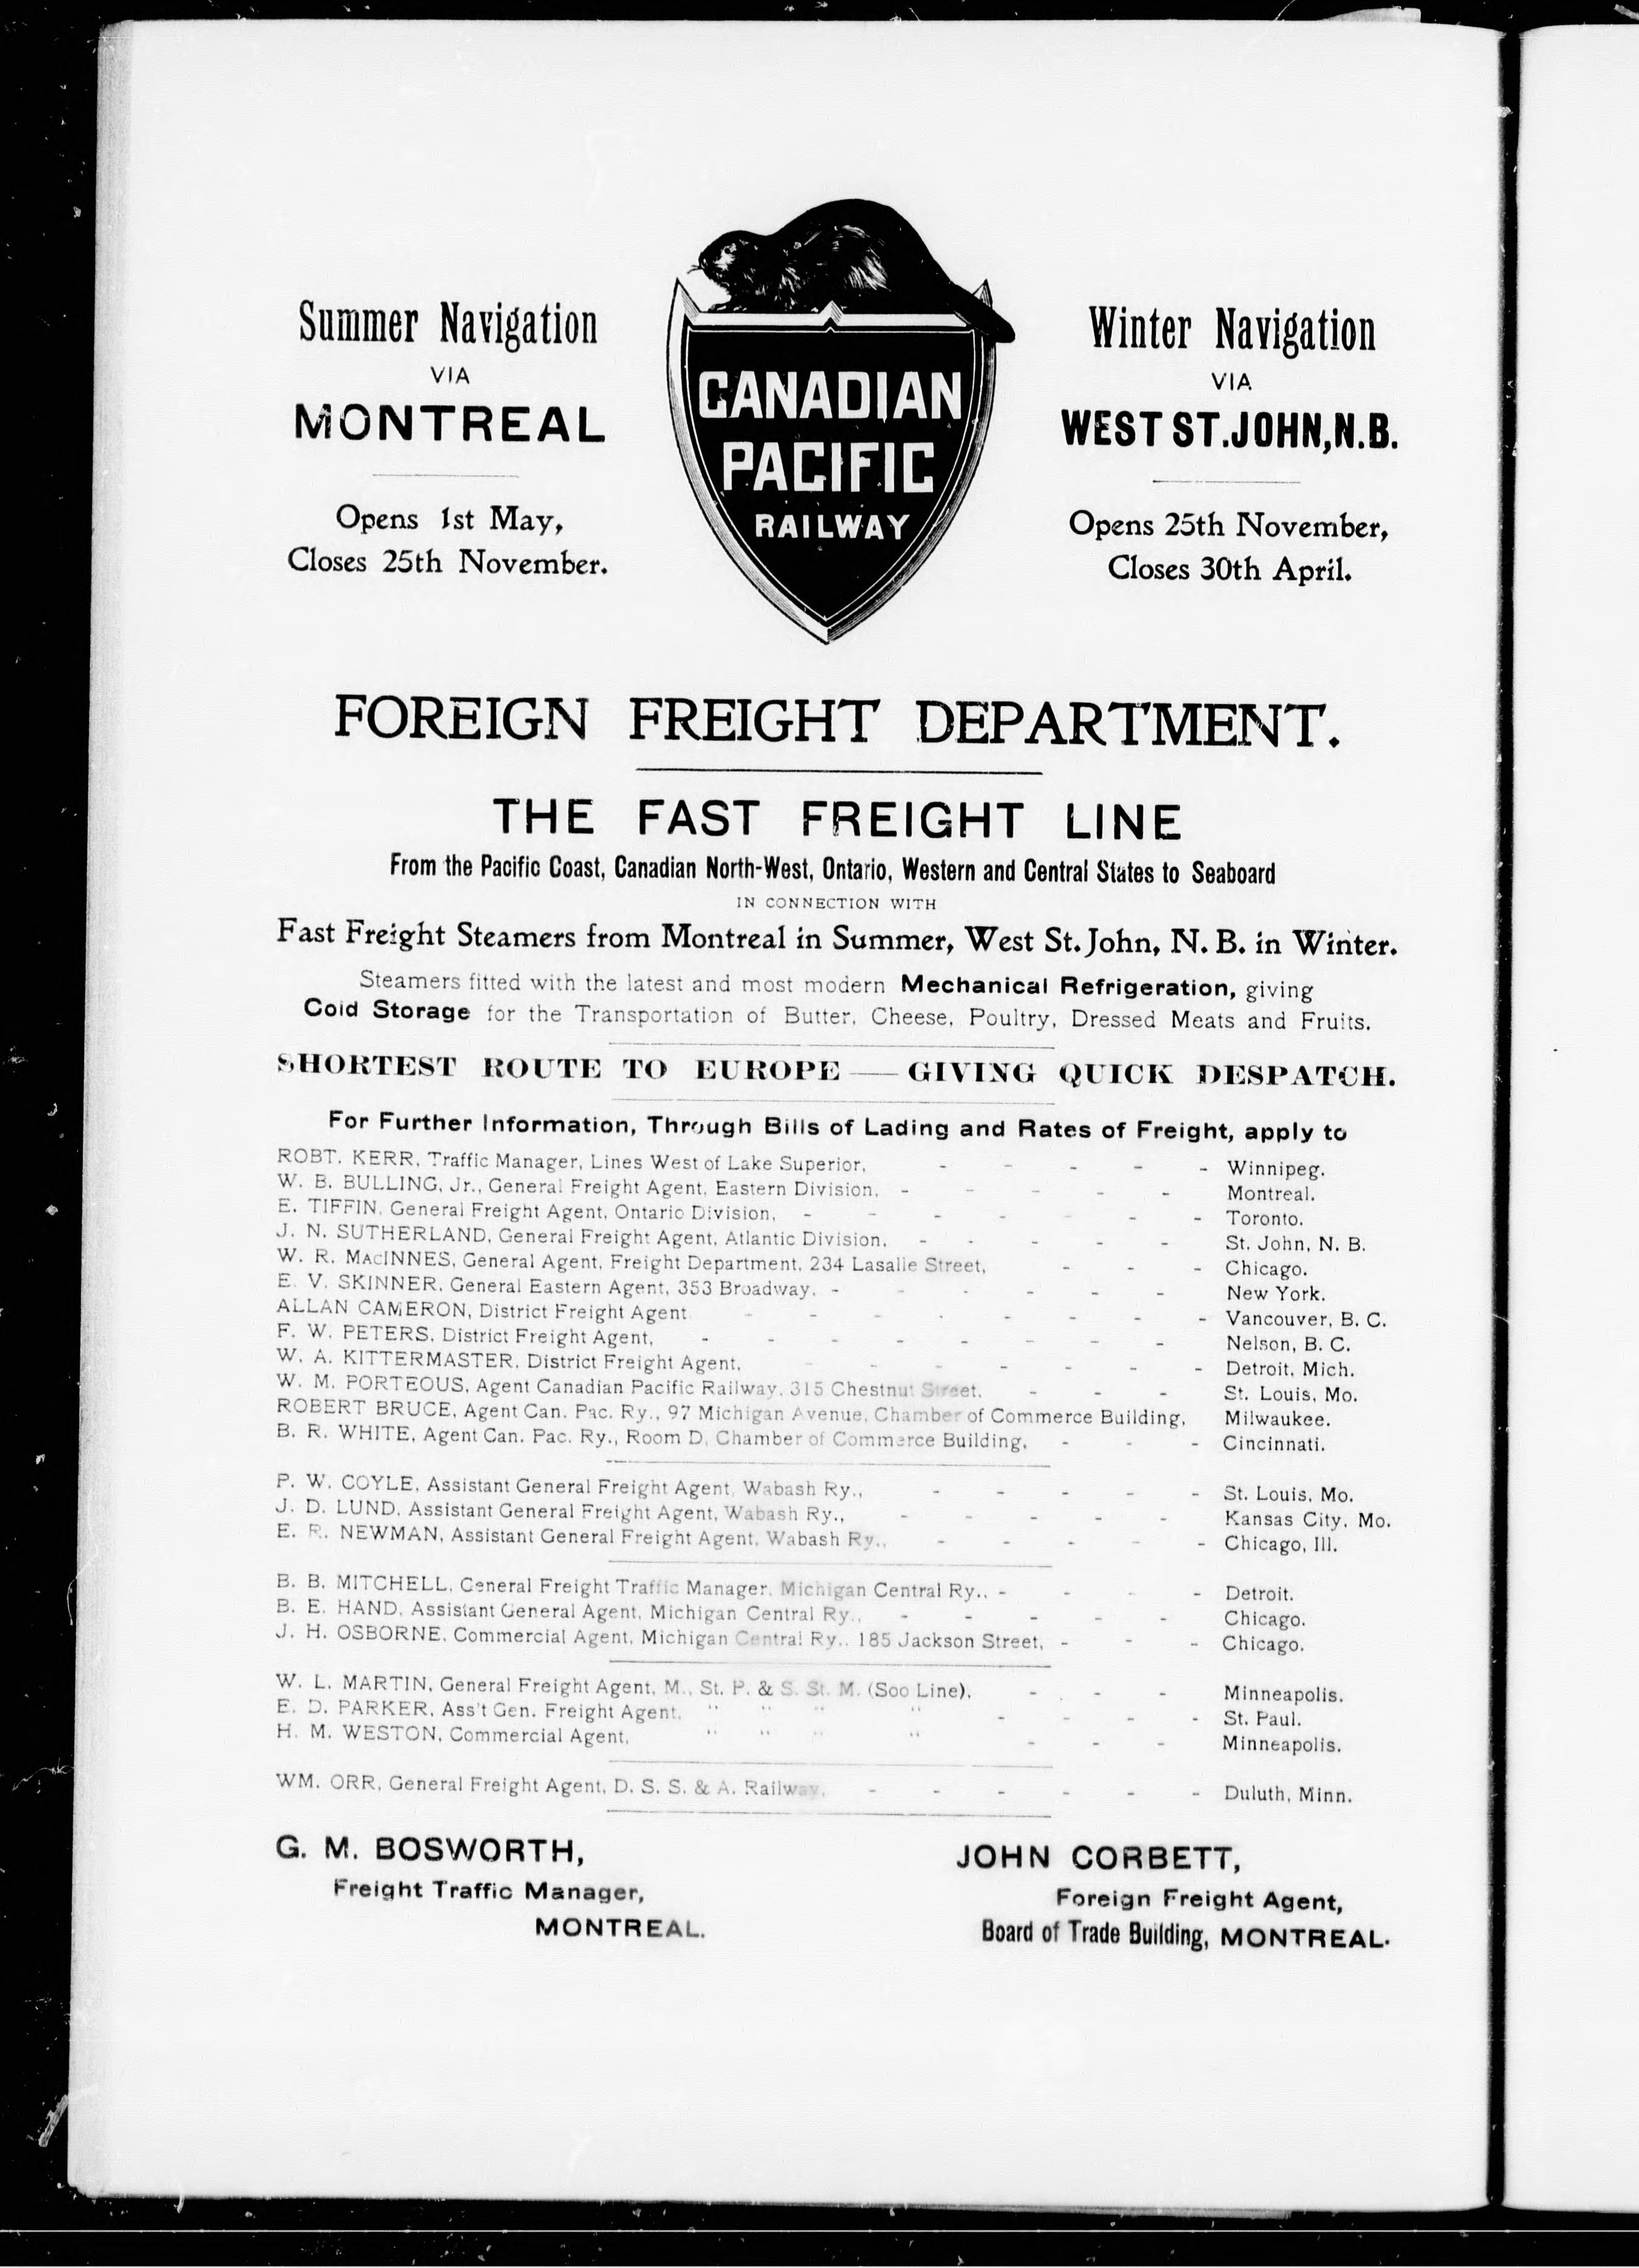 Summer Navigation
VIA
MONTREAL
Opens 1st May,
Closes 25th November.
CANADIAN
PACIFIC
RAILWAY
Winter Navigation
VIA
WEST ST. JOHN, N.B.
Opens 25th November,
Closes 30th April.
FOREIGN FREIGHT DEPARTMENT.
THE FAST FREIGHT LINE
From the Pacific Coast, Canadian North-West, Ontario, Western and Central States to Seaboard
IN CONNECTION WITH
Fast Freight Steamers from Montreal in Summer, West St. John, N. B. in Winter.
Steamers fitted with the latest and most modern Mechanical Refrigeration, giving
Cold Storage for the Transportation of Butter, Cheese, Poultry, Dressed Meats and Fruits.
SHORTEST ROUTE TO EUROPE — GIVING QUICK DESPATCH.
For Further Information, Through Bills of Lading and Rates of Freight, apply to
ROBT. KERR, Traffic Manager, Lines West of Lake Superior, - - - - - Winnipeg.
W. B. BULLING, Jr., General Freight Agent, Eastern Division, - - - - - Montreal.
E. TIFFIN, General Freight Agent, Ontario Division, - - - - - - - Toronto.
J. N. SUTHERLAND, General Freight Agent, Atlantic Division, - - - - - St. John, N. B.
W. R. MACINNES, General Agent, Freight Department, 234 Lasalle Street, - - - Chicago.
E. V. SKINNER, General Eastern Agent, 353 Broadway, - - - - - - New York.
ALLAN CAMERON, District Freight Agent - - - - - - - - Vancouver, B. C.
F. W. PETERS, District Freight Agent, - - - - - - - - Nelson, B. C.
W. A. KITTERMASTER, District Freight Agent, - - - - - - - Detroit, Mich.
W. M. PORTEOUS, Agent Canadian Pacific Railway, 315 Chestnut Street, - - - St. Louis, Mo.
ROBERT BRUCE, Agent Can. Pac. Ry., 97 Michigan Avenue, Chamber of Commerce Building, Milwaukee.
B. R. WHITE, Agent Can. Pac. Ry., Room D, Chamber of Commerce Building, - - - Cincinnati.
P. W. COYLE, Assistant General Freight Agent, Wabash Ry., - - - - - St. Louis, Mo.
J. D. LUND, Assistant General Freight Agent, Wabash Ry., - - - - - Kansas City, Mo.
E. R. NEWMAN, Assistant General Freight Agent, Wabash Ry., - - - - - Chicago, Ill.
B. B. MITCHELL, General Freight Traffic Manager, Michigan Central Ry., - - - - Detroit.
B. E. HAND, Assistant General Agent, Michigan Central Ry., - - - - - Chicago.
J. H. OSBORNE, Commercial Agent, Michigan Central Ry., 185 Jackson Street, - - - Chicago.
W. L. MARTIN, General Freight Agent, M., St. P. & S. St. M. (Soo Line), - - - Minneapolis.
E. D. PARKER, Ass't Gen. Freight Agent, " " " " - - - - St. Paul.
H. M. WESTON, Commercial Agent, " " " " - - - Minneapolis.
WM. ORR, General Freight Agent, D. S. S. & A. Railway, - - - - - - Duluth, Minn.
G. M. BOSWORTH,
Freight Traffic Manager,
MONTREAL.
JOHN CORBETT,
Foreign Freight Agent,
Board of Trade Building, MONTREAL.